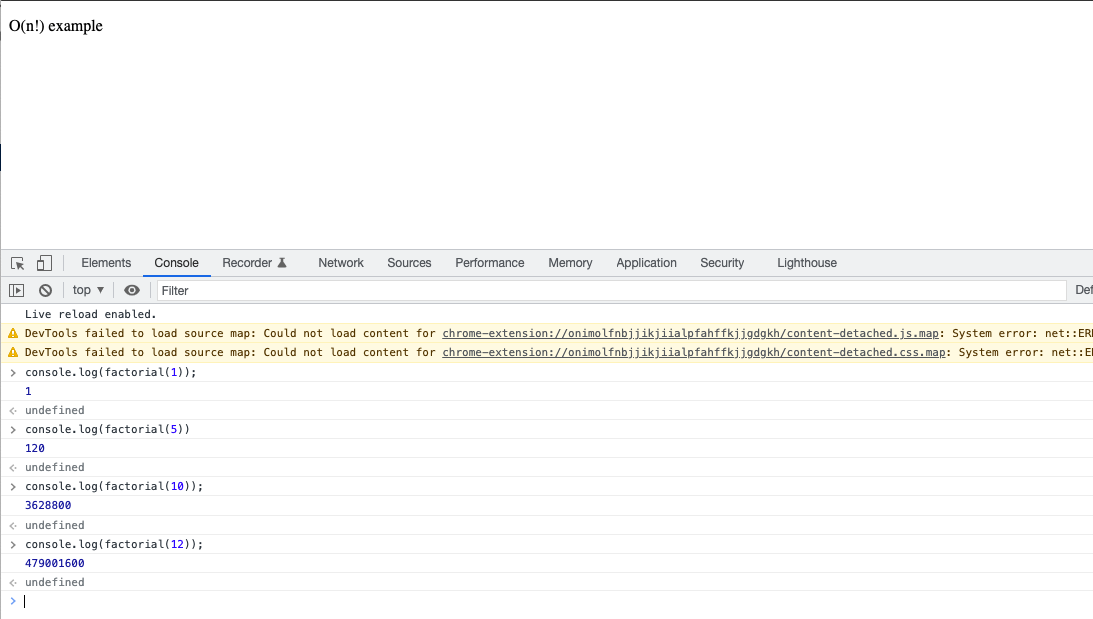 O(n!) example
Elements Console Recorder Network Sources Performance Memory Application Security Lighthouse
top ▼ Filter Def
Live reload enabled.
DevTools failed to load source map: Could not load content for chrome-extension://onimolfnbjjikjiialpfahffkjjgdgkh/content-detached.js.map: System error: net::ERR
DevTools failed to load source map: Could not load content for chrome-extension://onimolfnbjjikjiialpfahffkjjgdgkh/content-detached.css.map: System error: net::E
> console.log(factorial(1));
1
undefined
> console.log(factorial(5))
120
undefined
> console.log(factorial(10));
3628800
undefined
> console.log(factorial(12));
479001600
undefined
>